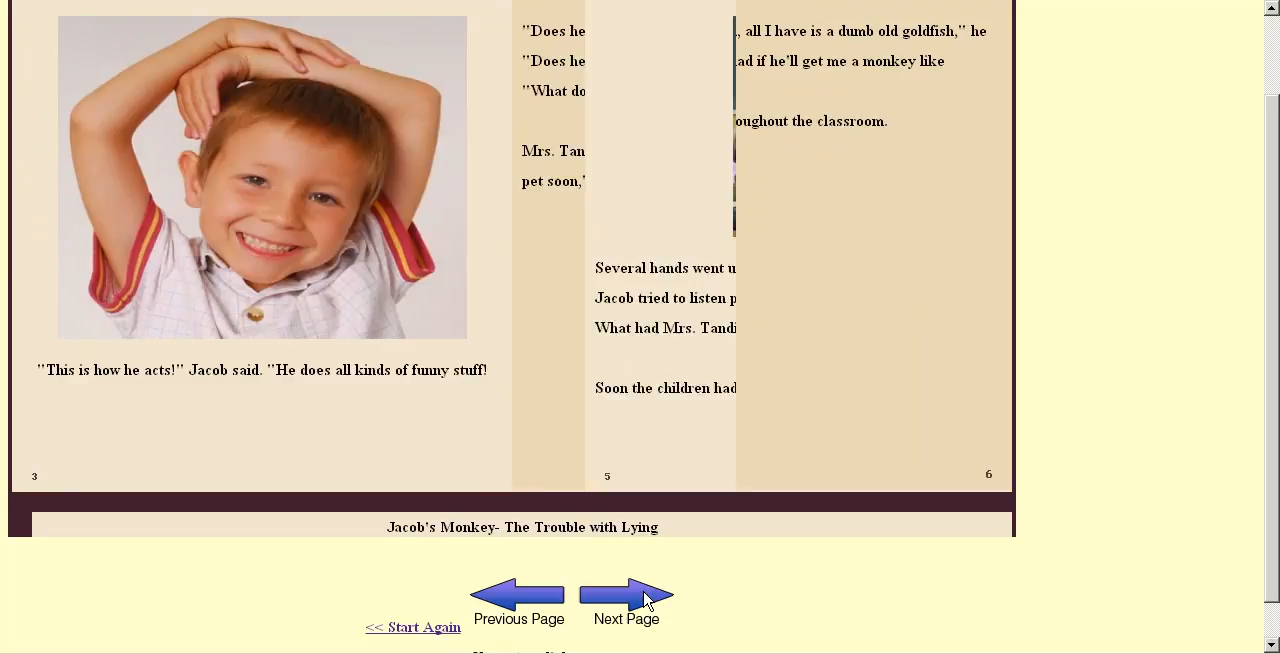 "This is how he acts!" Jacob said. "He does all kinds of funny stuff!
3
"Does he
"Does he
"What do
Mrs. Tan
pet soon,"
Several hands went u
Jacob tried to listen p
What had Mrs. Tandi
Soon the children had
5
, all I have is a dumb old goldfish," he
ad if he'll get me a monkey like
oughout the classroom.
6
Jacob's Monkey- The Trouble with Lying
Previous Page
Next Page
<< Start Again